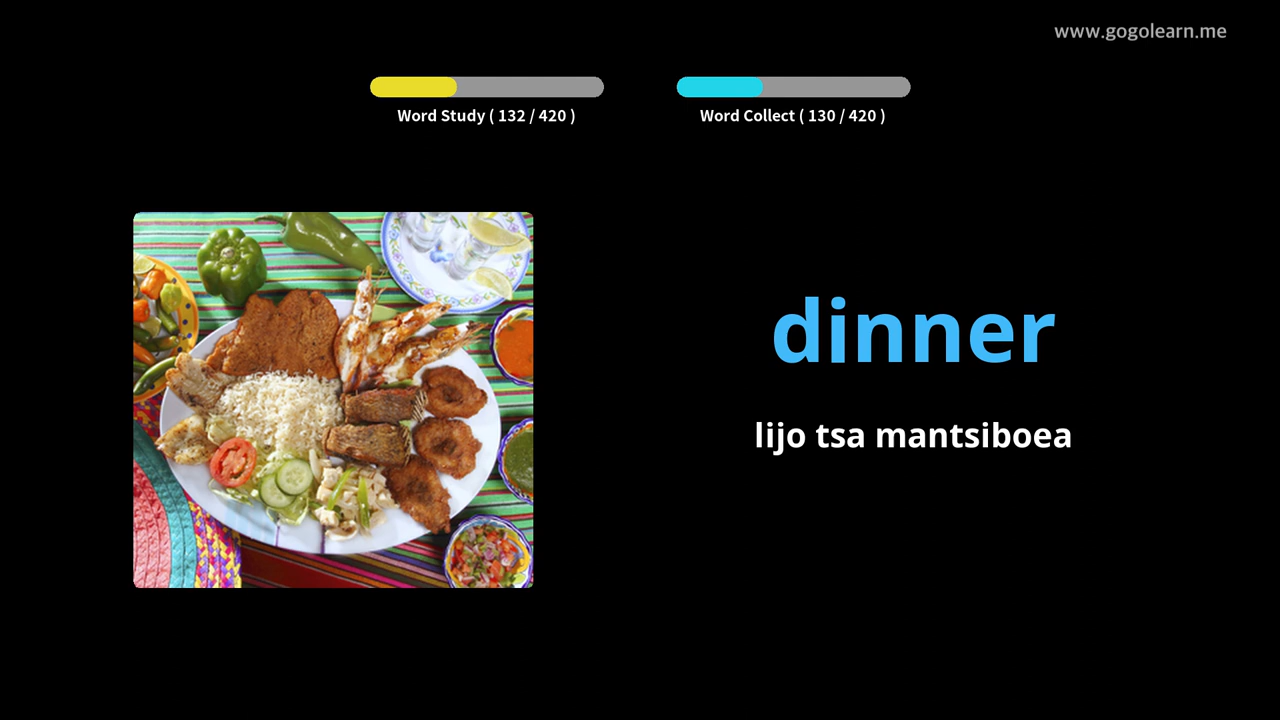 www.gogolearn.me
Word Study ( 132 / 420 )
Word Collect ( 130 / 420 )
dinner
lijo tsa mantsiboea